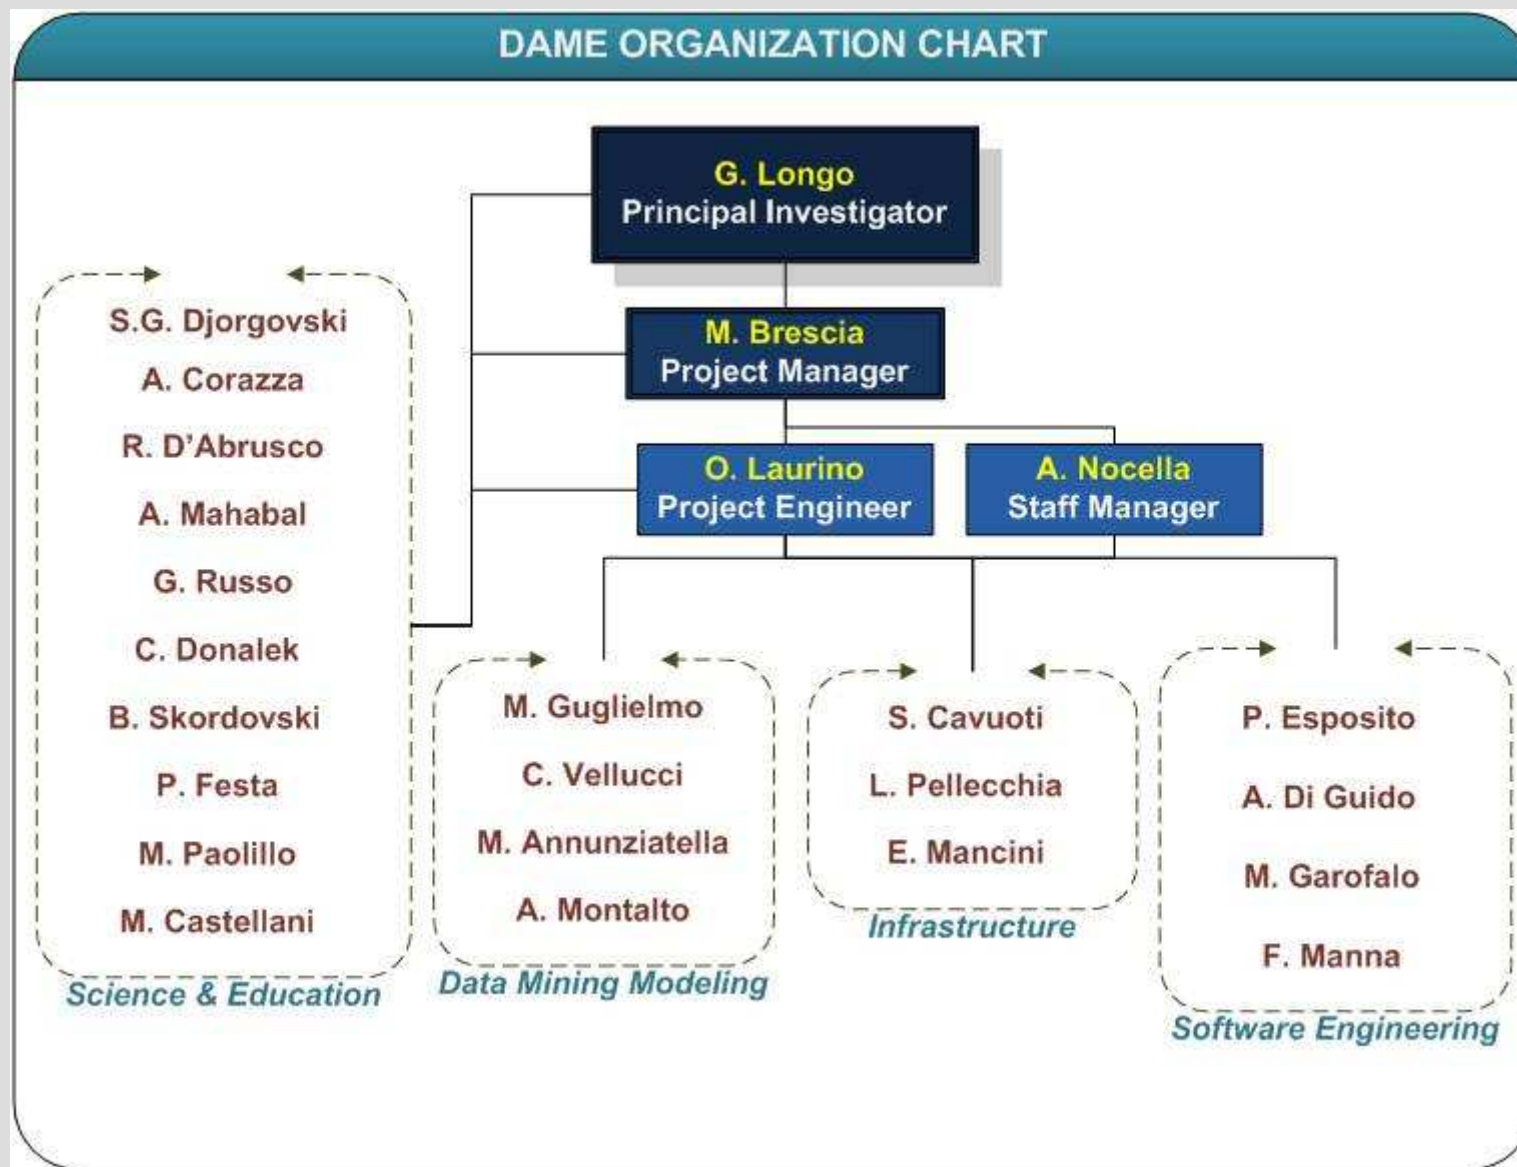 DAME ORGANIZATION CHART
G. Longo
Principal Investigator
M. Brescia
Project Manager
O. Laurino
Project Engineer
A. Nocella
Staff Manager
S.G. Djorgovski
A. Corazza
R. D’Abrusco
A. Mahabal
G. Russo
C. Donalek
B. Skordovski
P. Festa
M. Paolillo
M. Castellani
Science & Education
M. Guglielmo
C. Vellucci
M. Annunziatella
A. Montalto
Data Mining Modeling
S. Cavuoti
L. Pellecchia
E. Mancini
Infrastructure
P. Esposito
A. Di Guido
M. Garofalo
F. Manna
Software Engineering